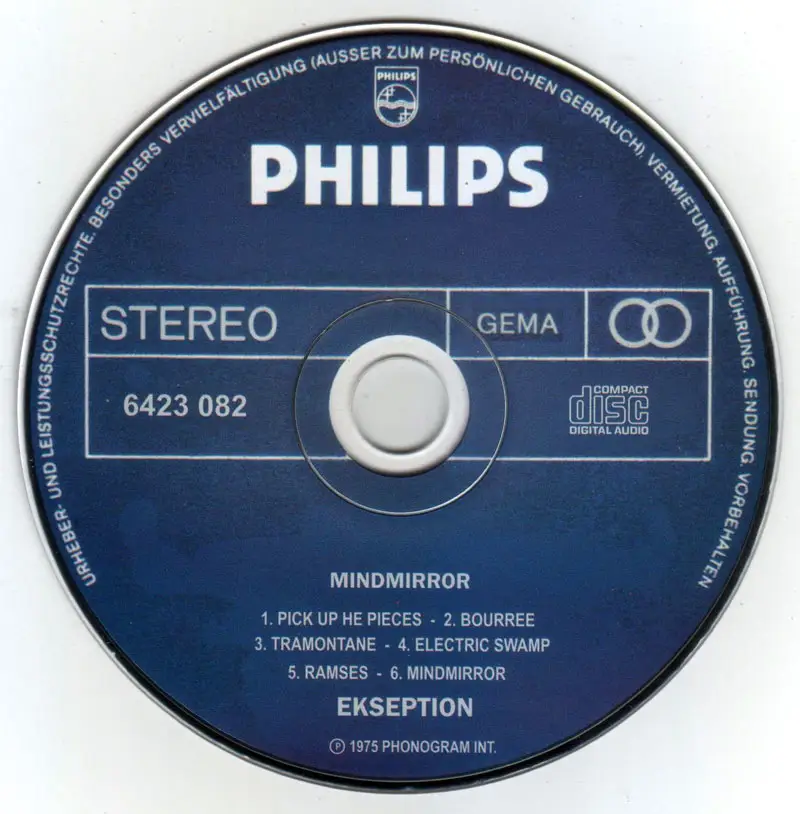 URHEBER- UND LEISTUNGSSCHUTZRECHTE. BESONDERS VERVIELFÄLTIGUNG (AUSSER ZUM PERSÖNLICHEN GEBRAUCH), VERMIETUNG, AUFFÜHRUNG, SENDUNG, VORBEHALTEN
PHILIPS
PHILIPS
STEREO GEMA
6423 082 COMPACT
disc
DIGITAL AUDIO
MINDMIRROR
1. PICK UP HE PIECES - 2. BOURREE
3. TRAMONTANE - 4. ELECTRIC SWAMP
5. RAMSES - 6. MINDMIRROR
EKSEPTION
℗ 1975 PHONOGRAM INT.